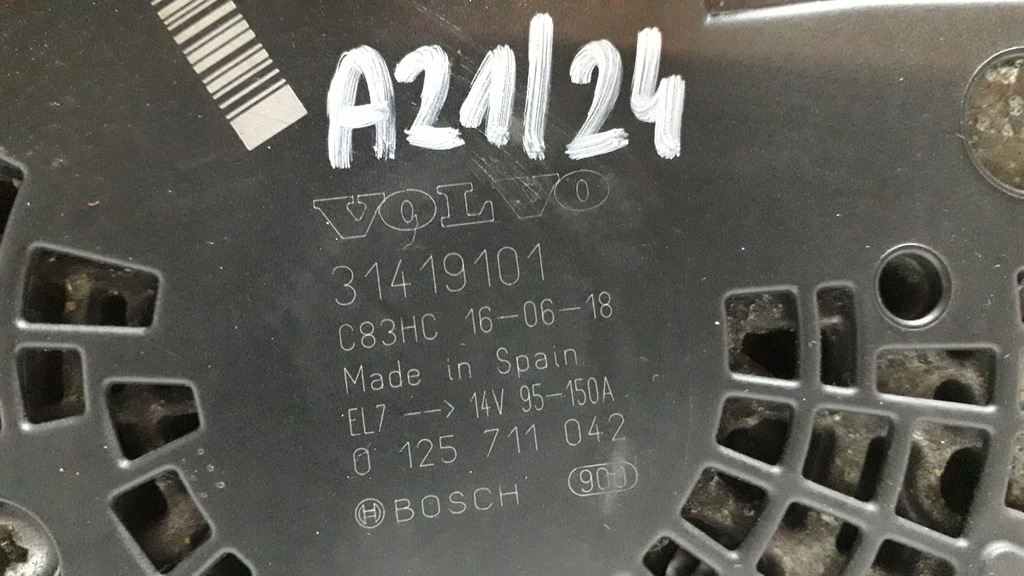 A21/24
VOLVO
31419101
C83HC 16-06-18
Made in Spain
EL7 --> 14V 95-150A
0 125 711 042
BOSCH 900